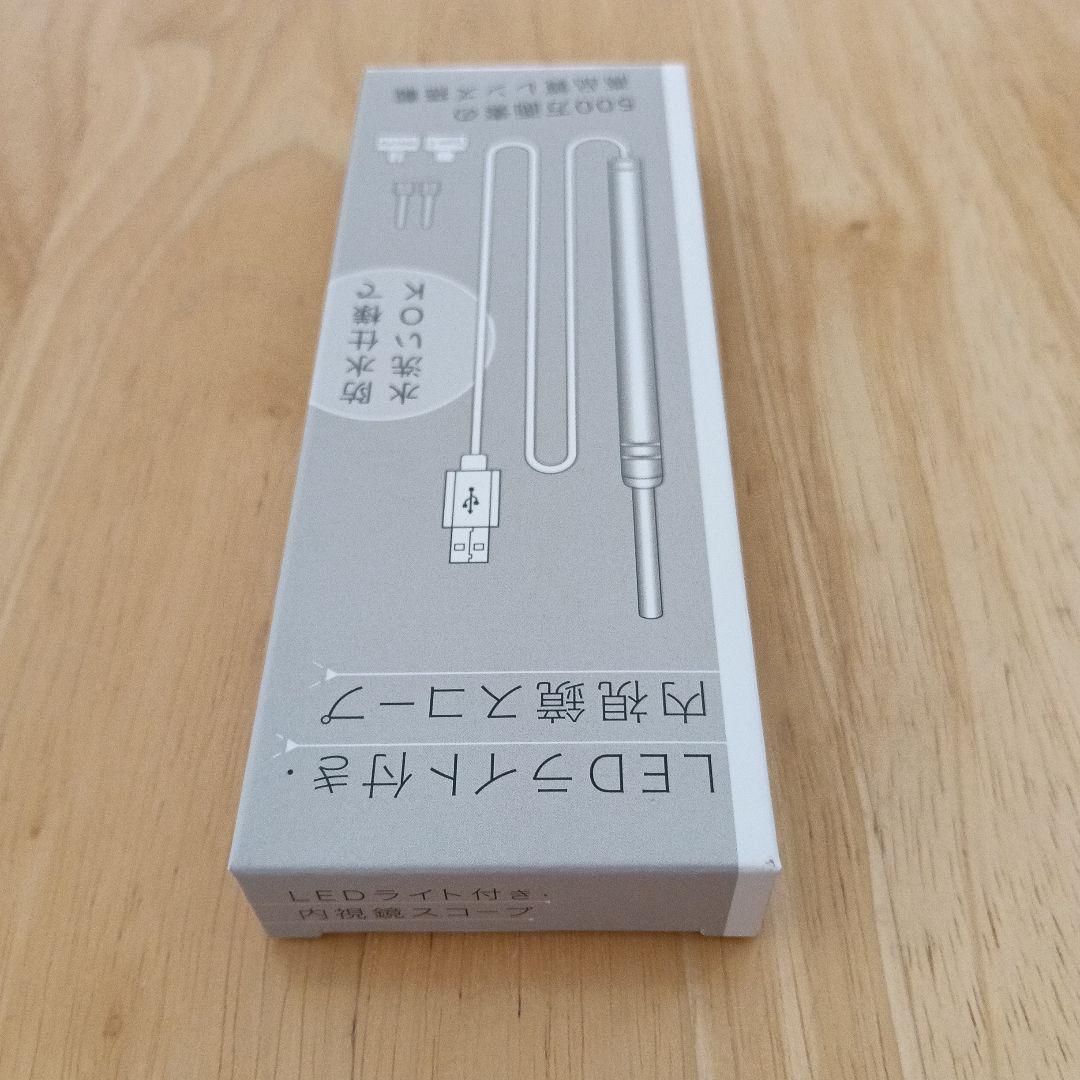 LEDライト付き・
内視鏡スコープ
防水仕様で
水洗いOK
500万画素の
高品質レンズ搭載
LEDライト付き・
内視鏡スコープ